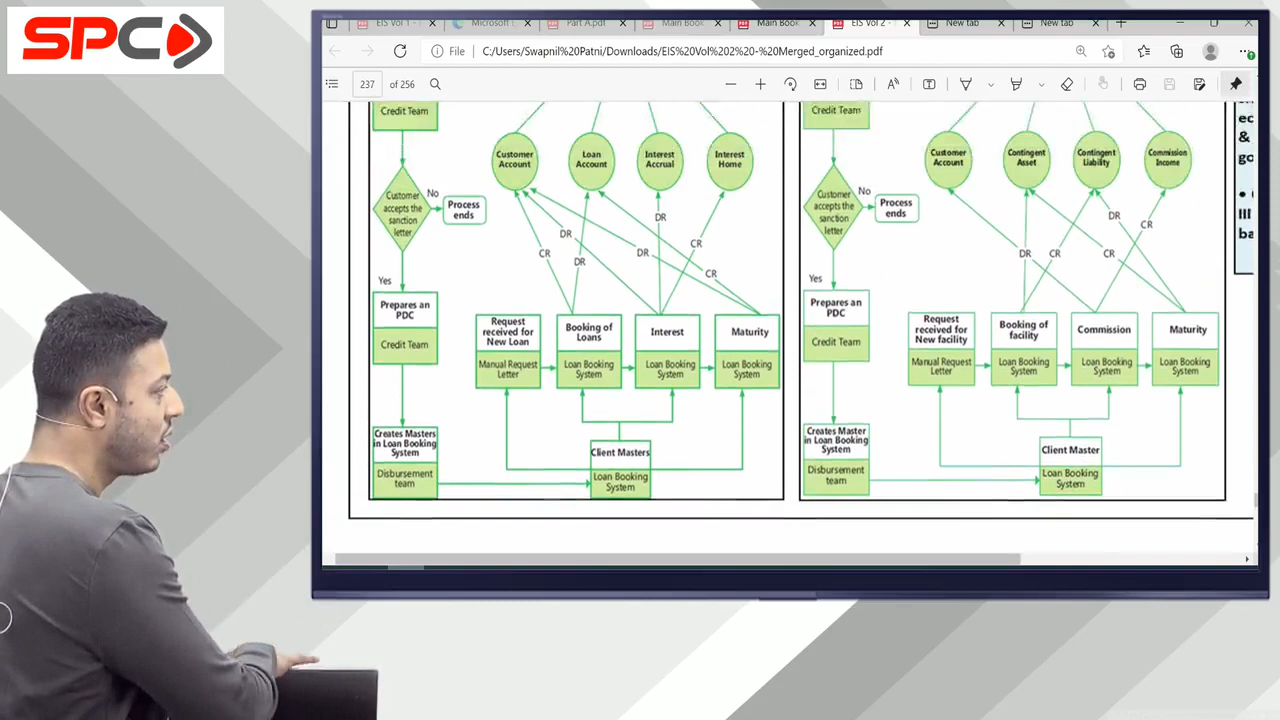 SPC
EIS Vol 1 -
Microsoft
Part A.pdf
Main Book
Main Book
EIS Vol 2 -
New tab
New tab
File
C:/Users/Swapnil%20Patni/Downloads/EIS%20Vol%202%20-%20Merged_organized.pdf
237
of 256
Credit Team
Customer
accepts the
sanction
letter
No
Process
ends
Yes
Prepares an
PDC
Credit Team
Creates Masters
in Loan Booking
System
Disbursement
team
Customer
Account
Loan
Account
Interest
Accrual
Interest
Home
CR
DR
DR
DR
DR
CR
CR
Request
received for
New Loan
Manual Request
Letter
Booking of
Loans
Loan Booking
System
Interest
Loan Booking
System
Maturity
Loan Booking
System
Client Masters
Loan Booking
System
Credit Team
Customer
accepts the
sanction
letter
No
Process
ends
Yes
Prepares an
PDC
Credit Team
Creates Master
in Loan Booking
System
Disbursement
team
Customer
Account
Contingent
Asset
Contingent
Liability
Commission
Income
DR
CR
DR
CR
CR
Request
received for
New facility
Manual Request
Letter
Booking of
facility
Loan Booking
System
Commission
Loan Booking
System
Maturity
Loan Booking
System
Client Master
Loan Booking
System
&
go
ba